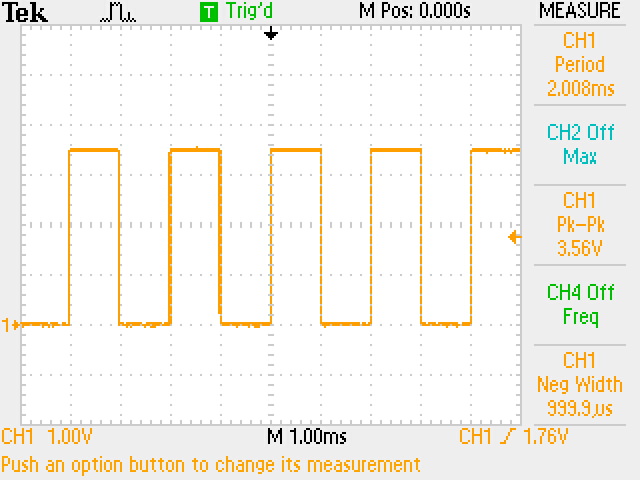 Tek T Trig'd M Pos: 0.000s MEASURE
CH1
Period
2.008ms
CH2 Off
Max
CH1
Pk-Pk
3.56V
CH4 Off
Freq
CH1
Neg Width
999.9µs
1
CH1 1.00V M 1.00ms CH1 1.76V
Push an option button to change its measurement